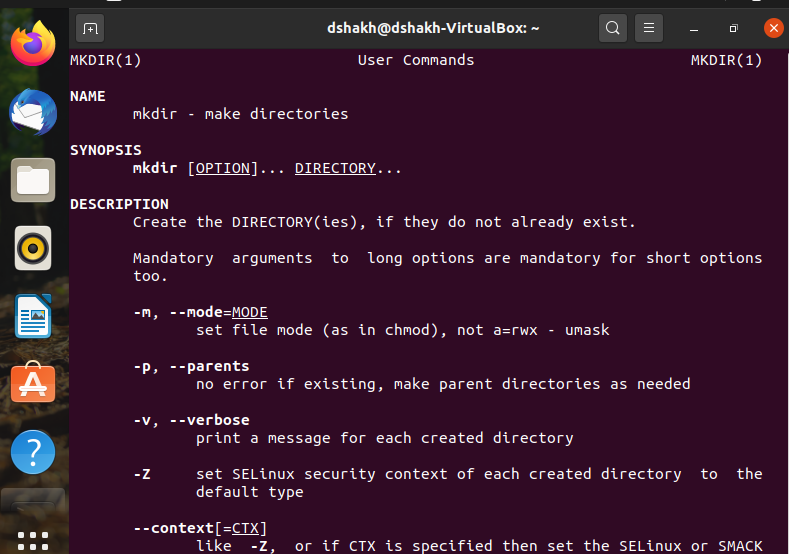 dshakh@dshakh-VirtualBox: ~
MKDIR(1) User Commands MKDIR(1)
NAME
mkdir - make directories
SYNOPSIS
mkdir [OPTION]... DIRECTORY...
DESCRIPTION
Create the DIRECTORY(ies), if they do not already exist.
Mandatory arguments to long options are mandatory for short options
too.
-m, --mode=MODE
set file mode (as in chmod), not a=rwx - umask
-p, --parents
no error if existing, make parent directories as needed
-v, --verbose
print a message for each created directory
-Z set SELinux security context of each created directory to the
default type
--context[=CTX]
like -Z, or if CTX is specified then set the SELinux or SMACK